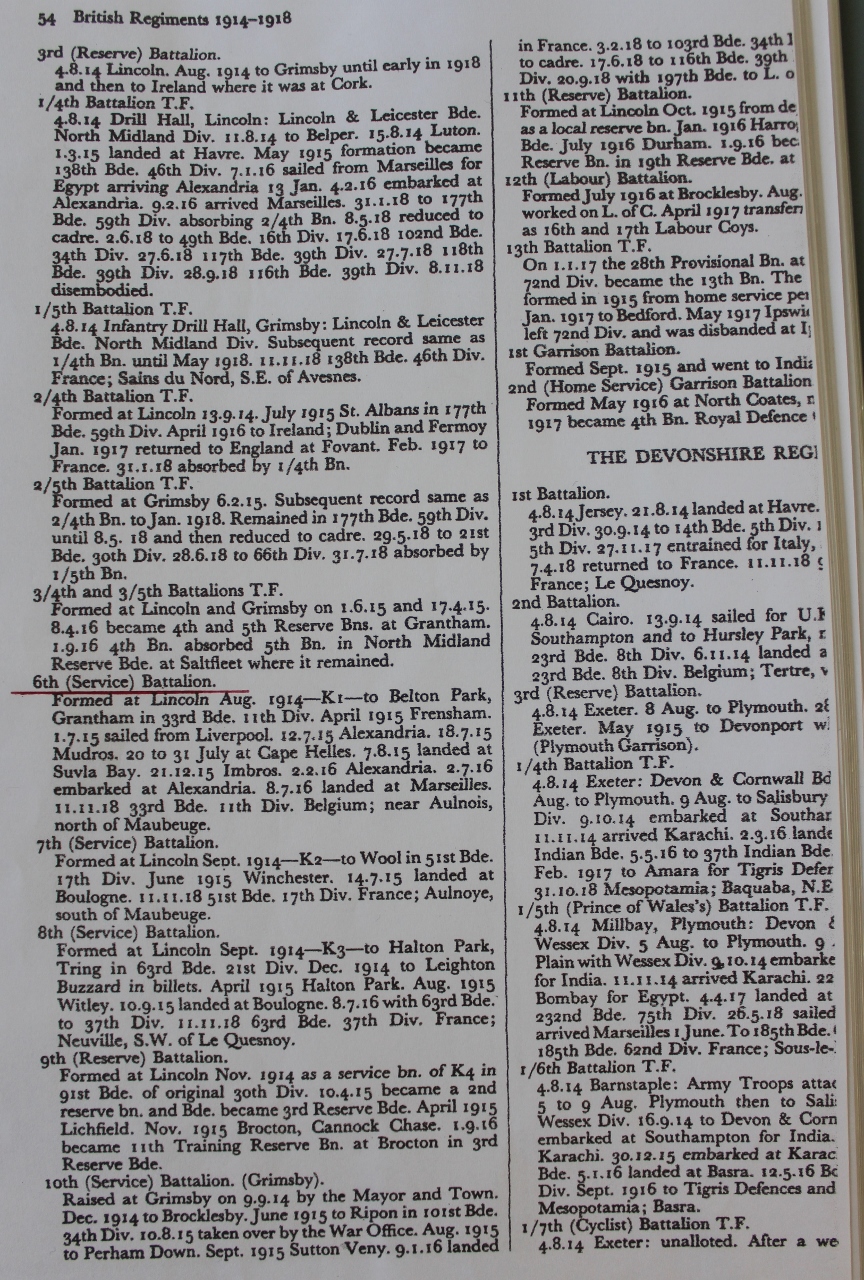 54 British Regiments 1914–1918
3rd (Reserve) Battalion.
4.8.14 Lincoln. Aug. 1914 to Grimsby until early in 1918
and then to Ireland where it was at Cork.
1/4th Battalion T.F.
4.8.14 Drill Hall, Lincoln: Lincoln & Leicester Bde.
North Midland Div. 11.8.14 to Belper. 15.8.14 Luton.
1.3.15 landed at Havre. May 1915 formation became
138th Bde. 46th Div. 7.1.16 sailed from Marseilles for
Egypt arriving Alexandria 13 Jan. 4.2.16 embarked at
Alexandria. 9.2.16 arrived Marseilles. 31.1.18 to 177th
Bde. 59th Div. absorbing 2/4th Bn. 8.5.18 reduced to
cadre. 2.6.18 to 49th Bde. 16th Div. 17.6.18 102nd Bde.
34th Div. 27.6.18 117th Bde. 39th Div. 27.7.18 118th
Bde. 39th Div. 28.9.18 116th Bde. 39th Div. 8.11.18
disembodied.
1/5th Battalion T.F.
4.8.14 Infantry Drill Hall, Grimsby: Lincoln & Leicester
Bde. North Midland Div. Subsequent record same as
1/4th Bn. until May 1918. 11.11.18 138th Bde. 46th Div.
France; Sains du Nord, S.E. of Avesnes.
2/4th Battalion T.F.
Formed at Lincoln 13.9.14. July 1915 St. Albans in 177th
Bde. 59th Div. April 1916 to Ireland; Dublin and Fermoy
Jan. 1917 returned to England at Fovant. Feb. 1917 to
France. 31.1.18 absorbed by 1/4th Bn.
2/5th Battalion T.F.
Formed at Grimsby 6.2.15. Subsequent record same as
2/4th Bn. to Jan. 1918. Remained in 177th Bde. 59th Div.
until 8.5. 18 and then reduced to cadre. 29.5.18 to 21st
Bde. 30th Div. 28.6.18 to 66th Div. 31.7.18 absorbed by
1/5th Bn.
3/4th and 3/5th Battalions T.F.
Formed at Lincoln and Grimsby on 1.6.15 and 17.4.15.
8.4.16 became 4th and 5th Reserve Bns. at Grantham.
1.9.16 4th Bn. absorbed 5th Bn. in North Midland
Reserve Bde. at Saltfleet where it remained.
6th (Service) Battalion.
Formed at Lincoln Aug. 1914—K1—to Belton Park,
Grantham in 33rd Bde. 11th Div. April 1915 Frensham.
1.7.15 sailed from Liverpool. 12.7.15 Alexandria. 18.7.15
Mudros. 20 to 31 July at Cape Helles. 7.8.15 landed at
Suvla Bay. 21.12.15 Imbros. 2.2.16 Alexandria. 2.7.16
embarked at Alexandria. 8.7.16 landed at Marseilles.
11.11.18 33rd Bde. 11th Div. Belgium; near Aulnois,
north of Maubeuge.
7th (Service) Battalion.
Formed at Lincoln Sept. 1914—K2—to Wool in 51st Bde.
17th Div. June 1915 Winchester. 14.7.15 landed at
Boulogne. 11.11.18 51st Bde. 17th Div. France; Aulnoye,
south of Maubeuge.
8th (Service) Battalion.
Formed at Lincoln Sept. 1914—K3—to Halton Park,
Tring in 63rd Bde. 21st Div. Dec. 1914 to Leighton
Buzzard in billets. April 1915 Halton Park. Aug. 1915
Witley. 10.9.15 landed at Boulogne. 8.7.16 with 63rd Bde.
to 37th Div. 11.11.18 63rd Bde. 37th Div. France;
Neuville, S.W. of Le Quesnoy.
9th (Reserve) Battalion.
Formed at Lincoln Nov. 1914 as a service bn. of K4 in
91st Bde. of original 30th Div. 10.4.15 became a 2nd
reserve bn. and Bde. became 3rd Reserve Bde. April 1915
Lichfield. Nov. 1915 Brocton, Cannock Chase. 1.9.16
became 11th Training Reserve Bn. at Brocton in 3rd
Reserve Bde.
10th (Service) Battalion. (Grimsby).
Raised at Grimsby on 9.9.14 by the Mayor and Town.
Dec. 1914 to Brocklesby. June 1915 to Ripon in 101st Bde.
34th Div. 10.8.15 taken over by the War Office. Aug. 1915
to Perham Down. Sept. 1915 Sutton Veny. 9.1.16 landed
in France. 3.2.18 to 103rd Bde. 34th
to cadre. 17.6.18 to 116th Bde. 39th
Div. 20.9.18 with 197th Bde. to L. o
11th (Reserve) Battalion.
Formed at Lincoln Oct. 1915 from de
as a local reserve bn. Jan. 1916 Harro
Bde. July 1916 Durham. 1.9.16 bec
Reserve Bn. in 19th Reserve Bde. at
12th (Labour) Battalion.
Formed July 1916 at Brocklesby. Aug.
worked on L. of C. April 1917 transfer
as 16th and 17th Labour Coys.
13th Battalion T.F.
On 1.1.17 the 28th Provisional Bn. at
72nd Div. became the 13th Bn. The
formed in 1915 from home service pe
Jan. 1917 to Bedford. May 1917 Ipswi
left 72nd Div. and was disbanded at I
1st Garrison Battalion.
Formed Sept. 1915 and went to India
2nd (Home Service) Garrison Battalion
Formed May 1916 at North Coates,
1917 became 4th Bn. Royal Defence
THE DEVONSHIRE REGI
1st Battalion.
4.8.14 Jersey. 21.8.14 landed at Havre.
3rd Div. 30.9.14 to 14th Bde. 5th Div. 1
5th Div. 27.11.17 entrained for Italy,
7.4.18 returned to France. 11.11.18
France; Le Quesnoy.
2nd Battalion.
4.8.14 Cairo. 13.9.14 sailed for U.K
Southampton and to Hursley Park,
23rd Bde. 8th Div. 6.11.14 landed a
23rd Bde. 8th Div. Belgium; Tertre,
3rd (Reserve) Battalion.
4.8.14 Exeter. 8 Aug. to Plymouth. 28
Exeter. May 1915 to Devonport w
(Plymouth Garrison).
1/4th Battalion T.F.
4.8.14 Exeter: Devon & Cornwall Bd
Aug. to Plymouth. 9 Aug. to Salisbury
Div. 9.10.14 embarked at Southar
11.11.14 arrived Karachi. 2.3.16 lande
Indian Bde. 5.5.16 to 37th Indian Bde
Feb. 1917 to Amara for Tigris Defer
31.10.18 Mesopotamia; Baquaba, N.E
1/5th (Prince of Wales's) Battalion T.F.
4.8.14 Millbay, Plymouth: Devon &
Wessex Div. 5 Aug. to Plymouth. 9
Plain with Wessex Div. 9.10.14 embarke
for India. 11.11.14 arrived Karachi. 22
Bombay for Egypt. 4.4.17 landed at
232nd Bde. 75th Div. 26.5.18 sailed
arrived Marseilles 1 June. To 185th Bde.
185th Bde. 62nd Div. France; Sous-le-
1/6th Battalion T.F.
4.8.14 Barnstaple: Army Troops attac
5 to 9 Aug. Plymouth then to Sali
Wessex Div. 16.9.14 to Devon & Corn
embarked at Southampton for India.
Karachi. 30.12.15 embarked at Karac
Bde. 5.1.16 landed at Basra. 12.5.16 Bd
Div. Sept. 1916 to Tigris Defences and
Mesopotamia; Basra.
1/7th (Cyclist) Battalion T.F.
4.8.14 Exeter: unalloted. After a we